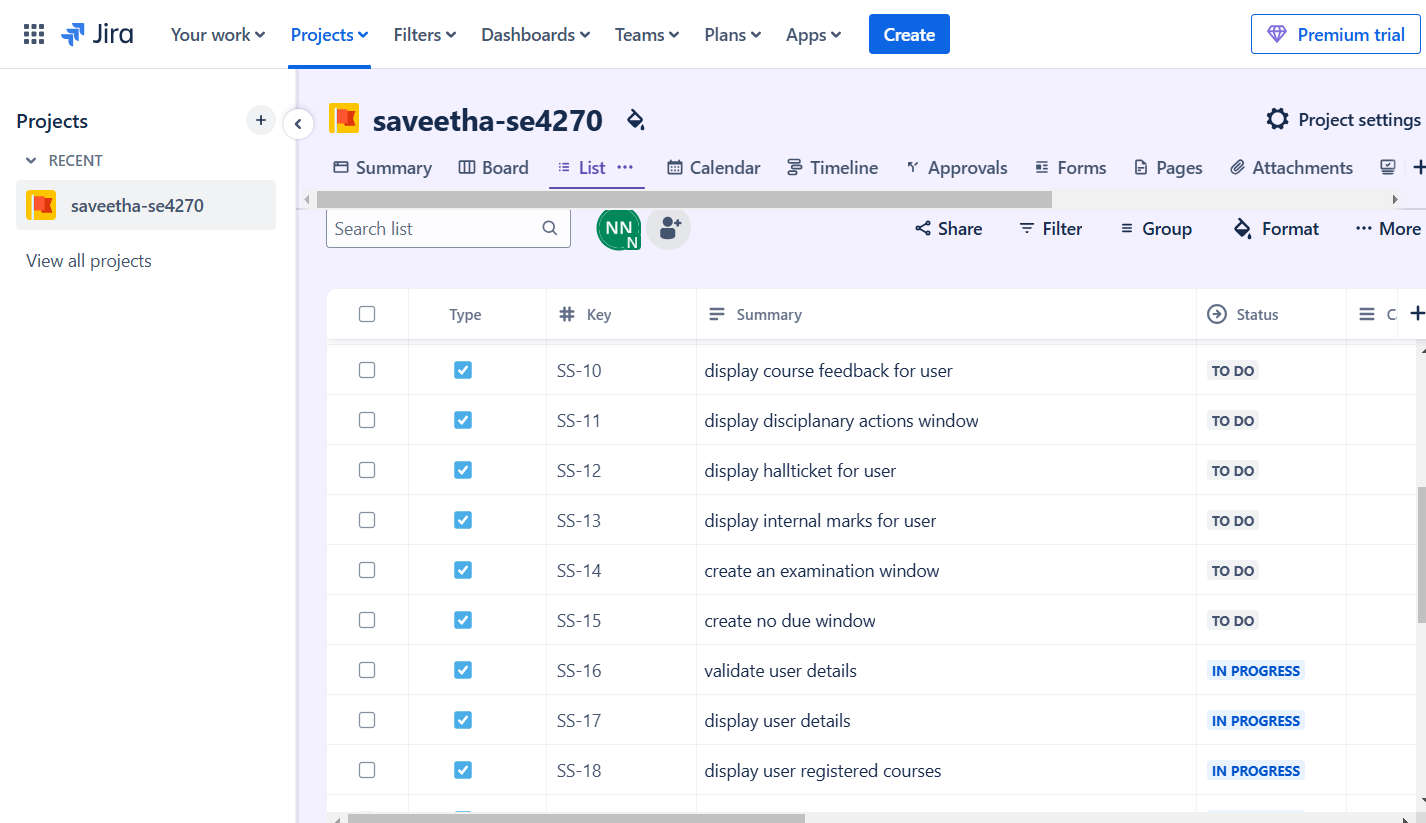 Jira Your work Projects Filters Dashboards Teams Plans Apps Create Premium trial
Projects
RECENT
saveetha-se4270
View all projects
saveetha-se4270 Project settings
Summary Board List Calendar Timeline Approvals Forms Pages Attachments
Search list NN N Share Filter Group Format More
Type Key Summary Status
SS-10 display course feedback for user TO DO
SS-11 display disciplanary actions window TO DO
SS-12 display hallticket for user TO DO
SS-13 display internal marks for user TO DO
SS-14 create an examination window TO DO
SS-15 create no due window TO DO
SS-16 validate user details IN PROGRESS
SS-17 display user details IN PROGRESS
SS-18 display user registered courses IN PROGRESS